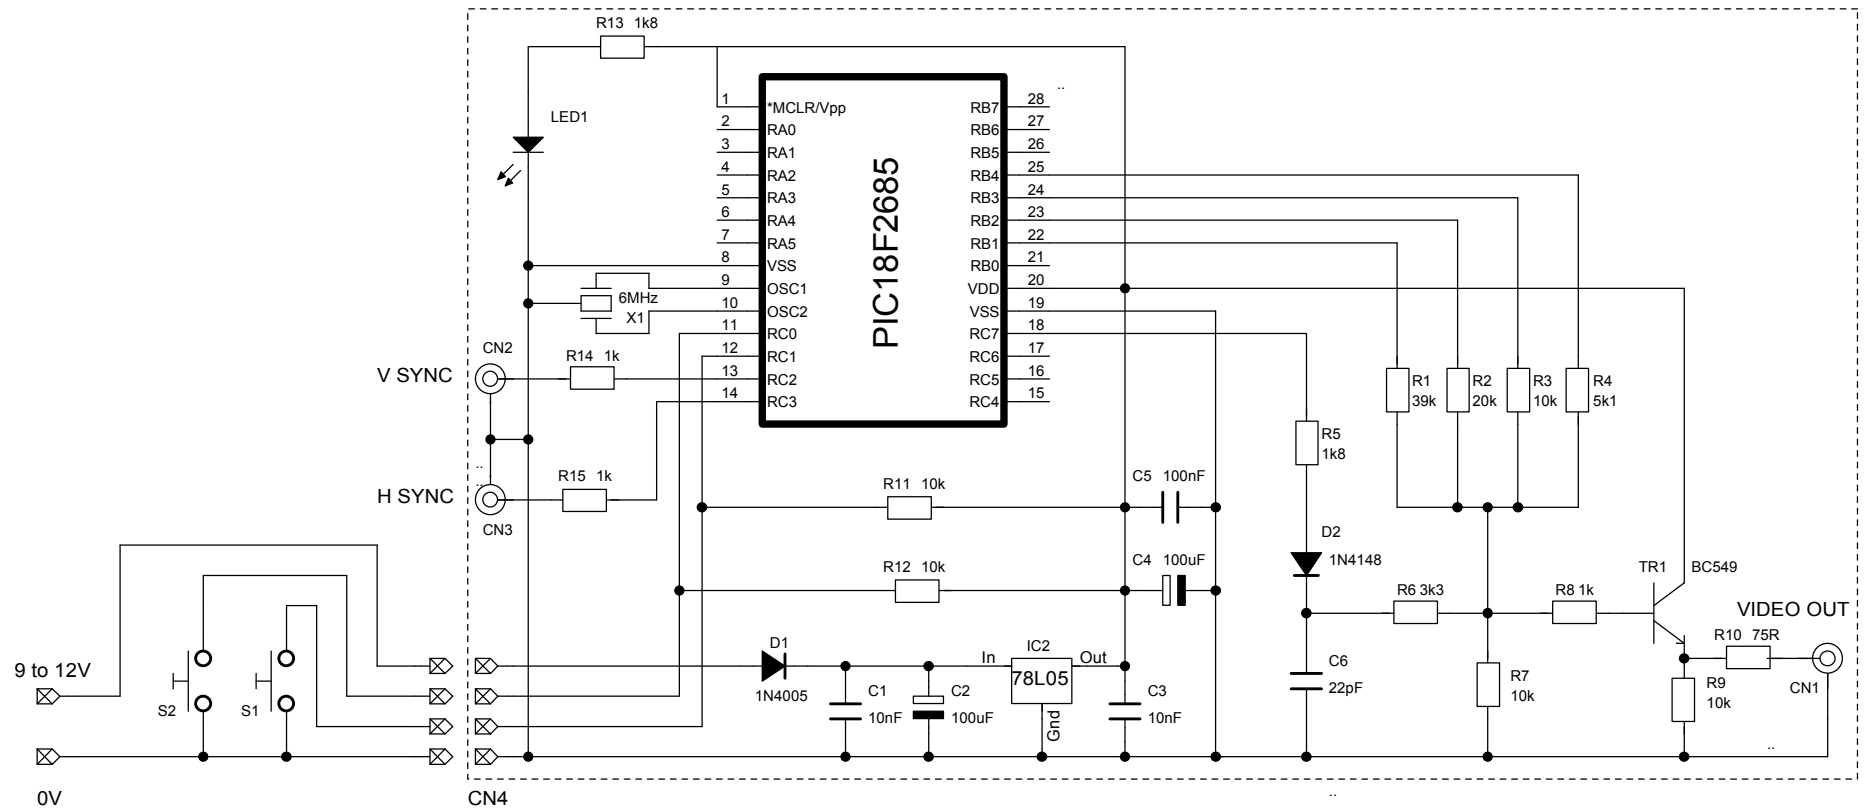 R13 1k8
LED1
1 *MCLR/Vpp
2 RA0
3 RA1
4 RA2
5 RA3
6 RA4
7 RA5
8 VSS
9 OSC1
10 OSC2
11 RC0
12 RC1
13 RC2
14 RC3
PIC18F2685
RB7 28
RB6 27
RB5 26
RB4 25
RB3 24
RB2 23
RB1 22
RB0 21
VDD 20
VSS 19
RC7 18
RC6 17
RC5 16
RC4 15
6MHz
X1
CN2
V SYNC
R14 1k
H SYNC
R15 1k
CN3
R1
39k
R2
20k
R3
10k
R4
5k1
R5
1k8
R11 10k
C5 100nF
D2
1N4148
R12 10k
C4 100uF
R6 3k3
R8 1k
TR1 BC549
VIDEO OUT
R10 75R
CN1
9 to 12V
S2
S1
D1
1N4005
C1
10nF
C2
100uF
In IC2 Out
78L05
Gnd
C3
10nF
C6
22pF
R7
10k
R9
10k
0V
CN4